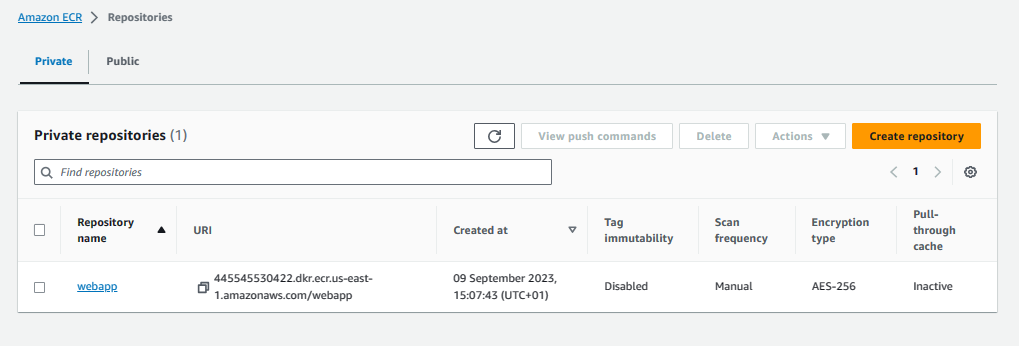 Amazon ECR > Repositories
Private Public
Private repositories (1) View push commands Delete Actions Create repository
Find repositories 1
Repository name URI Created at Tag immutability Scan frequency Encryption type Pull-through cache
webapp 445545530422.dkr.ecr.us-east-1.amazonaws.com/webapp 09 September 2023, 15:07:43 (UTC+01) Disabled Manual AES-256 Inactive